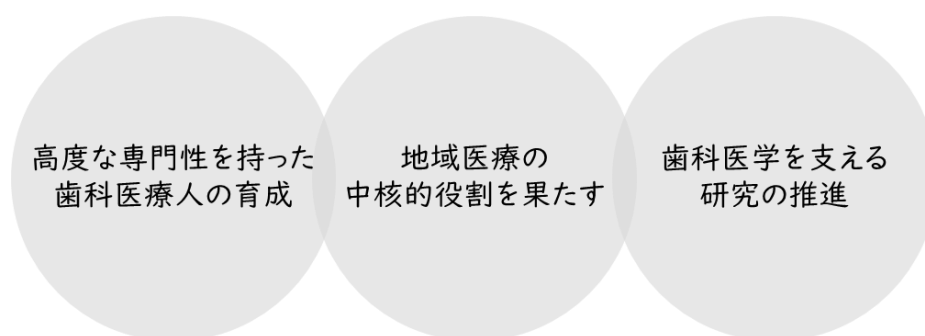 高度な専門性を持った
歯科医療人の育成
地域医療の
中核的役割を果たす
歯科医学を支える
研究の推進